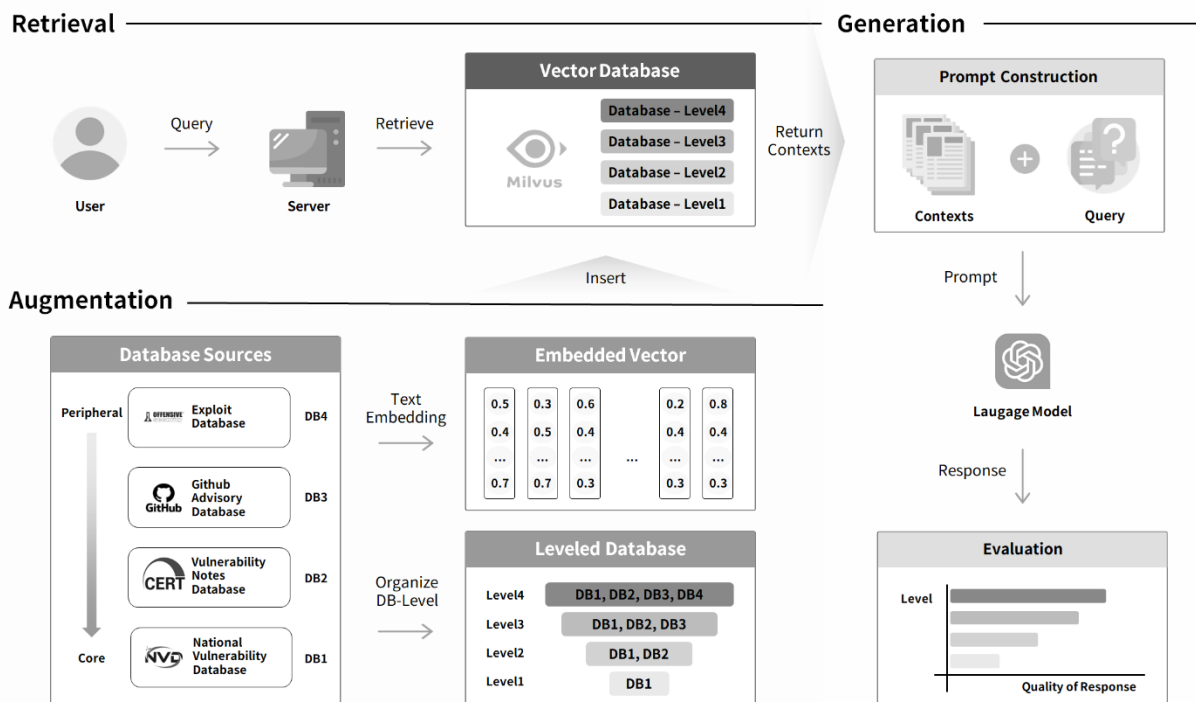 Retrieval
Generation
User
Query
Server
Retrieve
Vector Database
Milvus
Database – Level4
Database – Level3
Database – Level2
Database – Level1
Return
Contexts
Prompt Construction
Contexts
Query
Insert
Prompt
Laugage Model
Response
Augmentation
Database Sources
Peripheral
Core
OFFENSIVE
Exploit
Database
DB4
GitHub
Github
Advisory
Database
DB3
CERT
Vulnerability
Notes
Database
DB2
NVD
National
Vulnerability
Database
DB1
Text
Embedding
Organize
DB-Level
Embedded Vector
0.5 0.3 0.6 0.2 0.8
0.4 0.5 0.4 0.4 0.4
... ... ... ... ... ...
0.7 0.7 0.3 0.3 0.3
Leveled Database
Level4 DB1, DB2, DB3, DB4
Level3 DB1, DB2, DB3
Level2 DB1, DB2
Level1 DB1
Evaluation
Level
Quality of Response